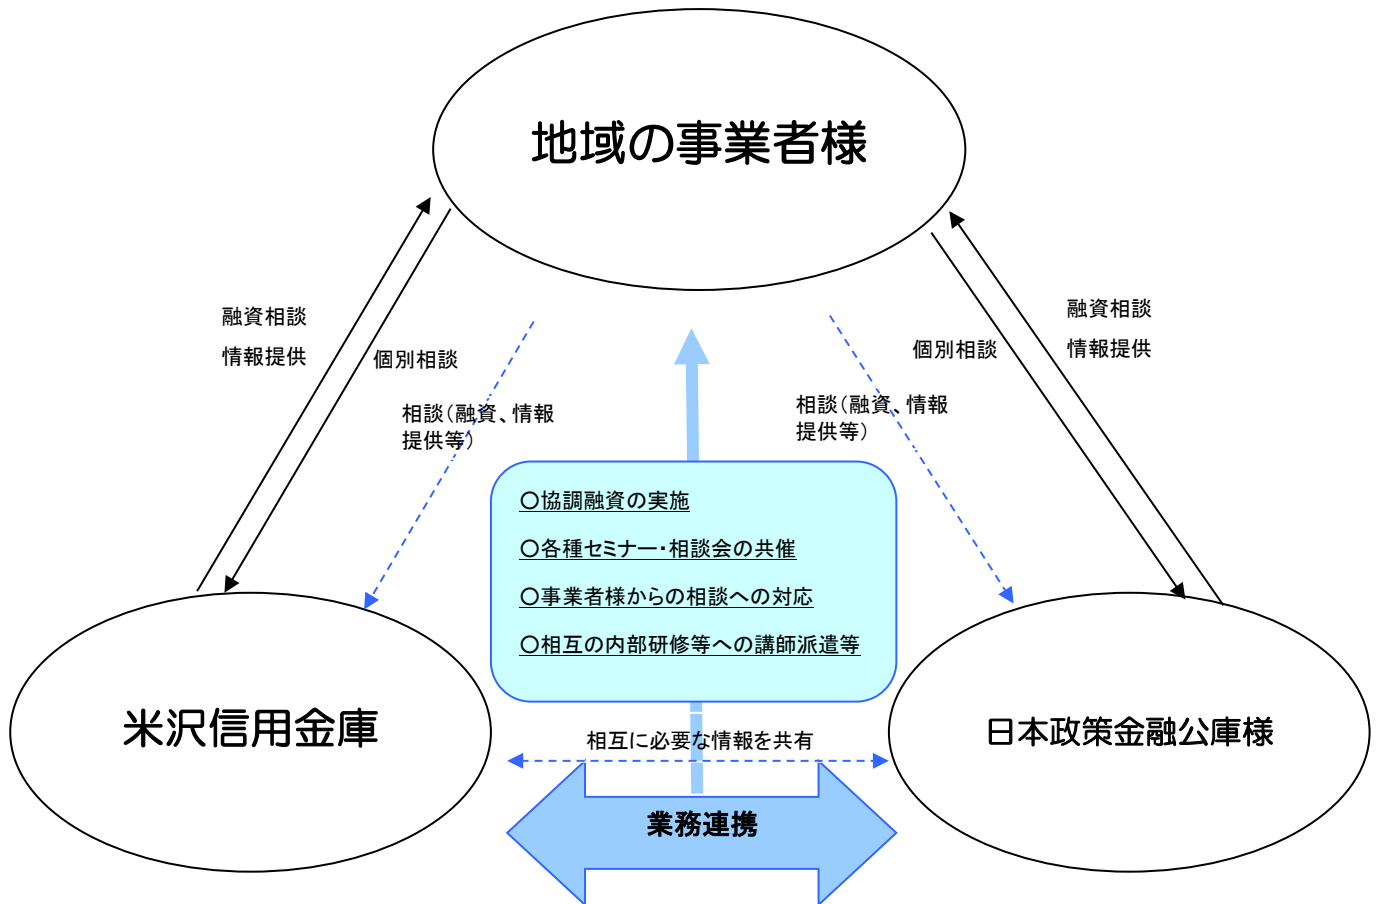 地域の事業者様
融資相談
情報提供
個別相談
相談（融資、情報
提供等）
個別相談
融資相談
情報提供
相談（融資、情報
提供等）
〇協調融資の実施
〇各種セミナー・相談会の共催
〇事業者様からの相談への対応
〇相互の内部研修等への講師派遣等
米沢信用金庫
相互に必要な情報を共有
日本政策金融公庫様
業務連携